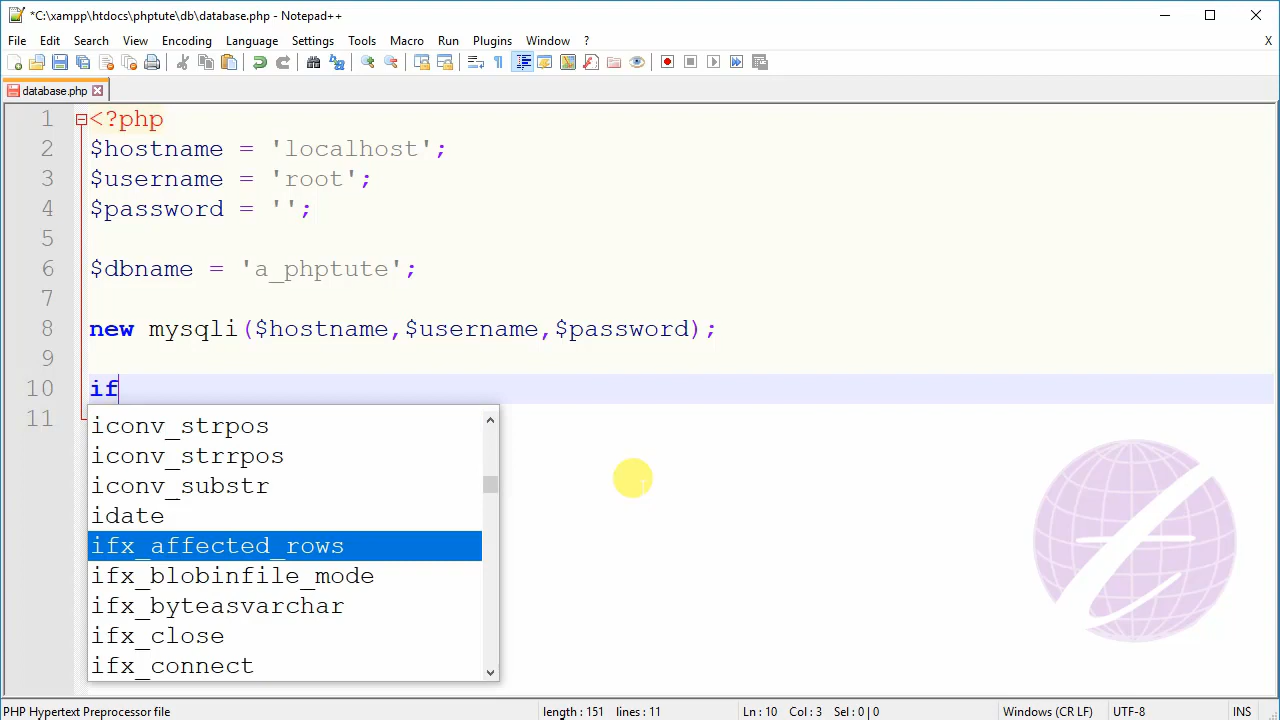 *C:\xampp\htdocs\phptute\db\database.php - Notepad++
File Edit Search View Encoding Language Settings Tools Macro Run Plugins Window ? X
database.php
1 <?php
2 $hostname = 'localhost';
3 $username = 'root';
4 $password = '';
5
6 $dbname = 'a_phptute';
7
8 new mysqli($hostname,$username,$password);
9
10 if
11
iconv_strpos
iconv_strrpos
iconv_substr
idate
ifx_affected_rows
ifx_blobinfile_mode
ifx_byteasvarchar
ifx_close
ifx_connect
PHP Hypertext Preprocessor file length : 151 lines : 11 Ln : 10 Col : 3 Sel : 0 | 0 Windows (CR LF) UTF-8 INS